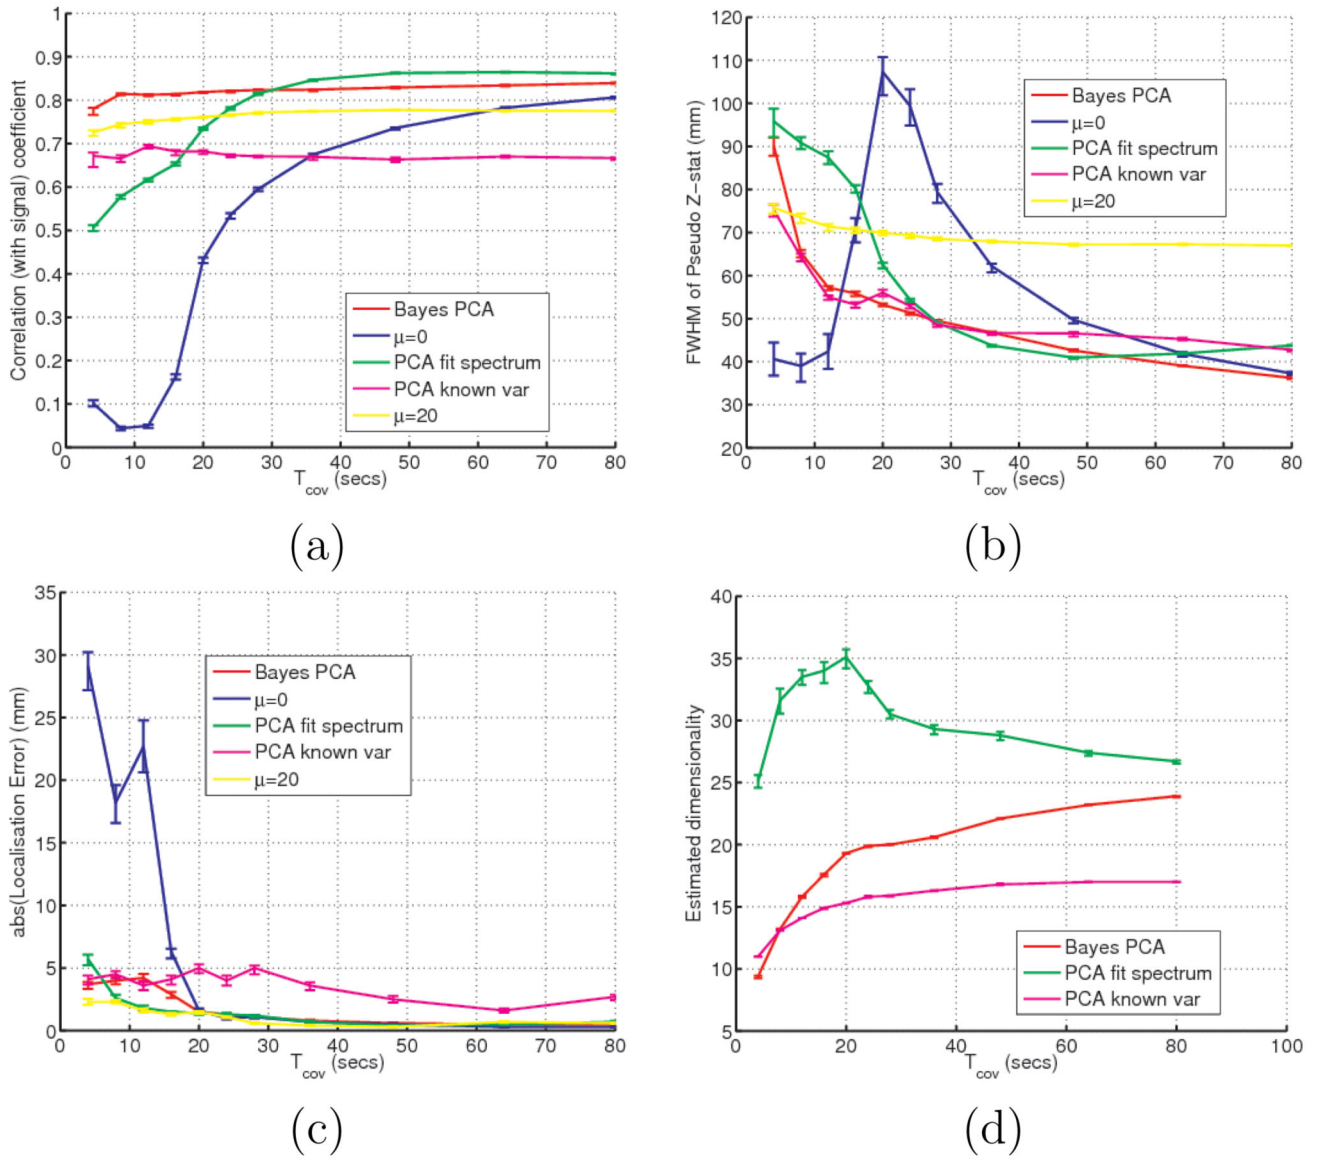 1
0.9
0.8
0.7
0.6
0.5
0.4
0.3
0.2
0.1
0
Correlation (with signal) coefficient
Bayes PCA
μ=0
PCA fit spectrum
PCA known var
μ=20
0 10 20 30 40 50 60 70 80
T_cov (secs)
(a)
120
110
100
90
80
70
60
50
40
30
20
FWHM of Pseudo Z-stat (mm)
Bayes PCA
μ=0
PCA fit spectrum
PCA known var
μ=20
0 10 20 30 40 50 60 70 80
T_cov (secs)
(b)
35
30
25
20
15
10
5
0
abs(Localisation Error) (mm)
Bayes PCA
μ=0
PCA fit spectrum
PCA known var
μ=20
0 10 20 30 40 50 60 70 80
T_cov (secs)
(c)
40
35
30
25
20
15
10
5
Estimated dimensionality
Bayes PCA
PCA fit spectrum
PCA known var
0 20 40 60 80 100
T_cov (secs)
(d)